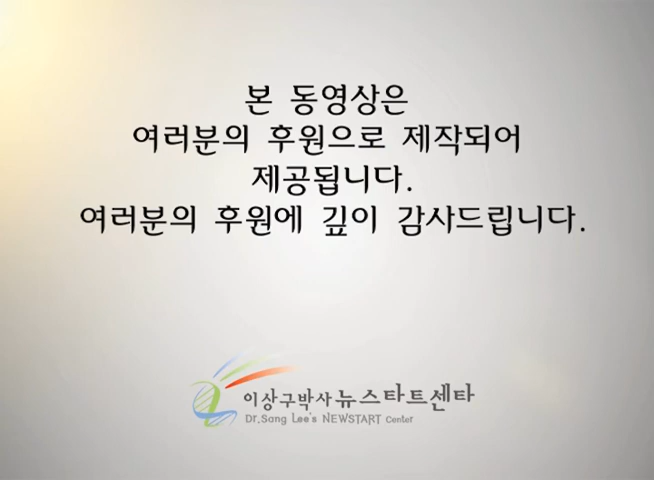 본 동영상은
여러분의 후원으로 제작되어
제공됩니다.
여러분의 후원에 깊이 감사드립니다.
이상구박사 뉴스타트센타
Dr.Sang Lee's NEWSTART Center